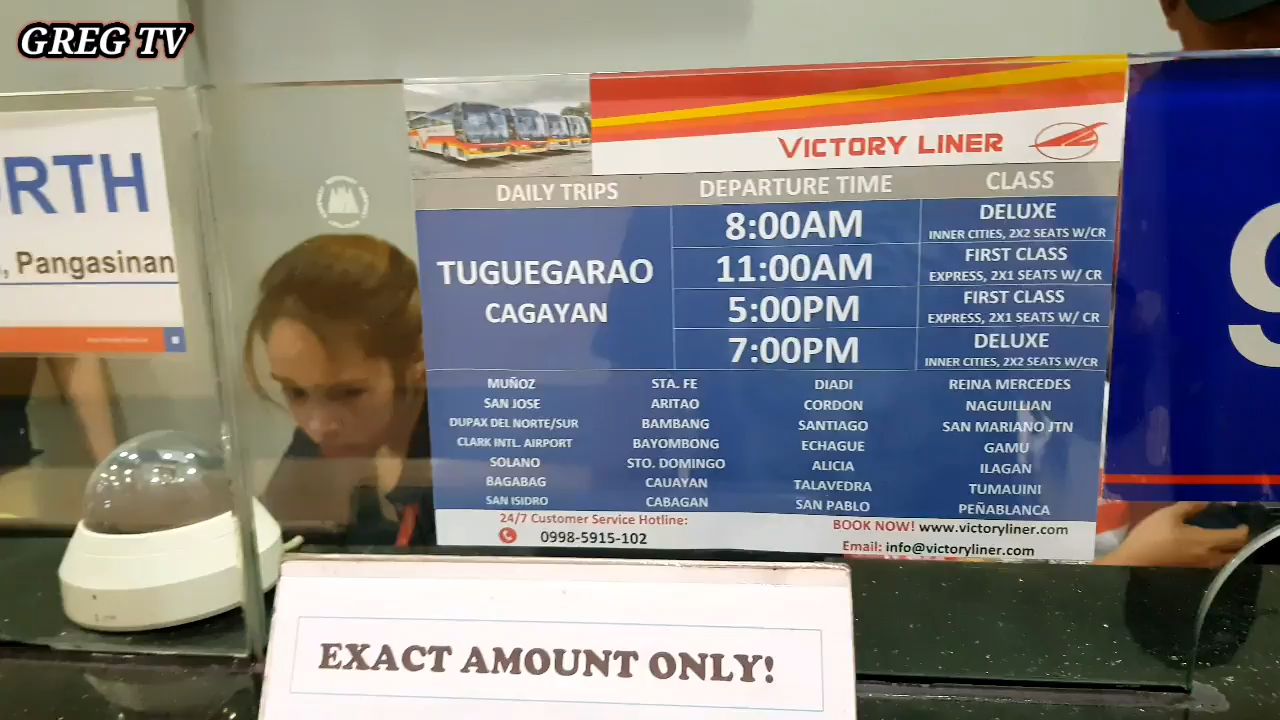 GREG TV
ORTH
, Pangasinan
VICTORY LINER
DAILY TRIPS DEPARTURE TIME CLASS
TUGUEGARAO
CAGAYAN
8:00AM DELUXE
INNER CITIES, 2X2 SEATS W/CR
11:00AM FIRST CLASS
EXPRESS, 2X1 SEATS W/ CR
5:00PM FIRST CLASS
EXPRESS, 2X1 SEATS W/ CR
7:00PM DELUXE
INNER CITIES, 2X2 SEATS W/CR
MUÑOZ STA. FE DIADI REINA MERCEDES
SAN JOSE ARITAO CORDON NAGUILLIAN
DUPAX DEL NORTE/SUR BAMBANG SANTIAGO SAN MARIANO JTN
CLARK INTL. AIRPORT BAYOMBONG ECHAGUE GAMU
SOLANO STO. DOMINGO ALICIA ILAGAN
BAGABAG CAUAYAN TALAVEDRA TUMAUINI
SAN ISIDRO CABAGAN SAN PABLO PEÑABLANCA
24/7 Customer Service Hotline:
0998-5915-102
BOOK NOW! www.victoryliner.com
Email: info@victoryliner.com
9
EXACT AMOUNT ONLY!